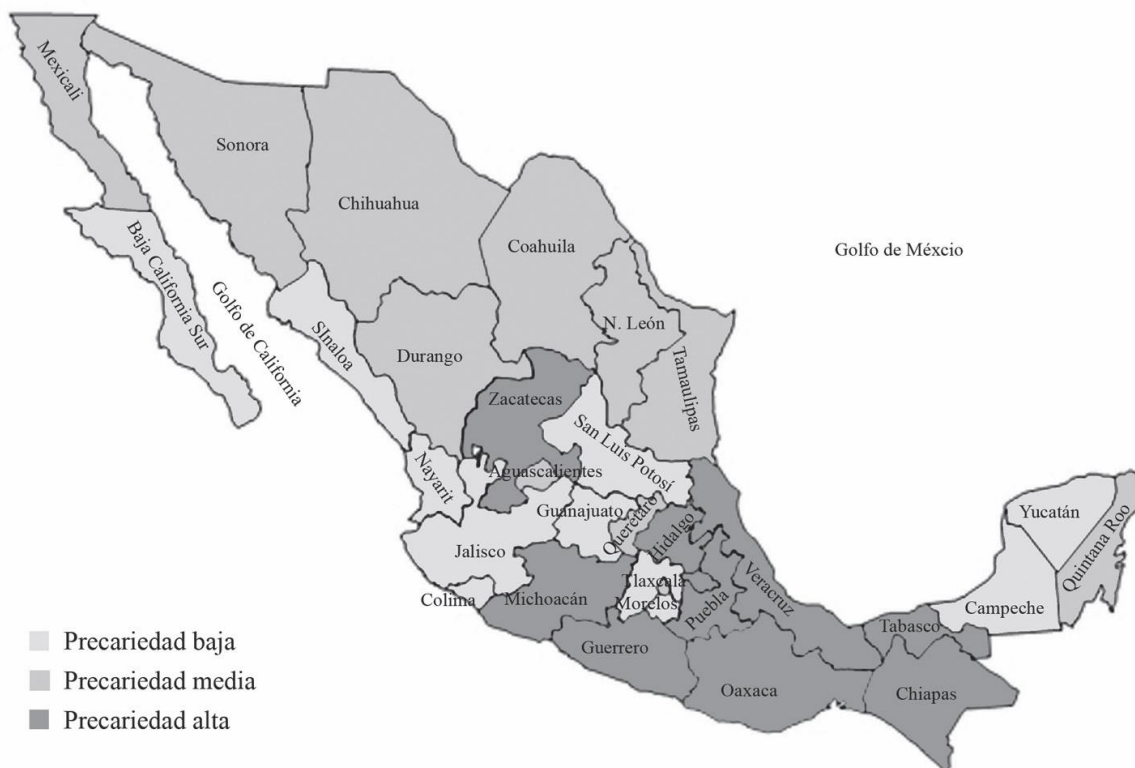 Mexicali
Sonora
Chihuahua
Coahuila
Baja California Sur
Golfo de California
Golfo de Méxcio
SInaloa
Durango
N. León
Tamaulipas
Zacatecas
San Luis Potosí
Nayarit
Aguascalientes
Guanajuato
Querétaro
Hidalgo
Jalisco
Colima
Michoacán
Tlaxcala
Morelos
Puebla
Veracruz
Guerrero
Oaxaca
Tabasco
Chiapas
Campeche
Yucatán
Quintana Roo
Precariedad baja
Precariedad media
Precariedad alta